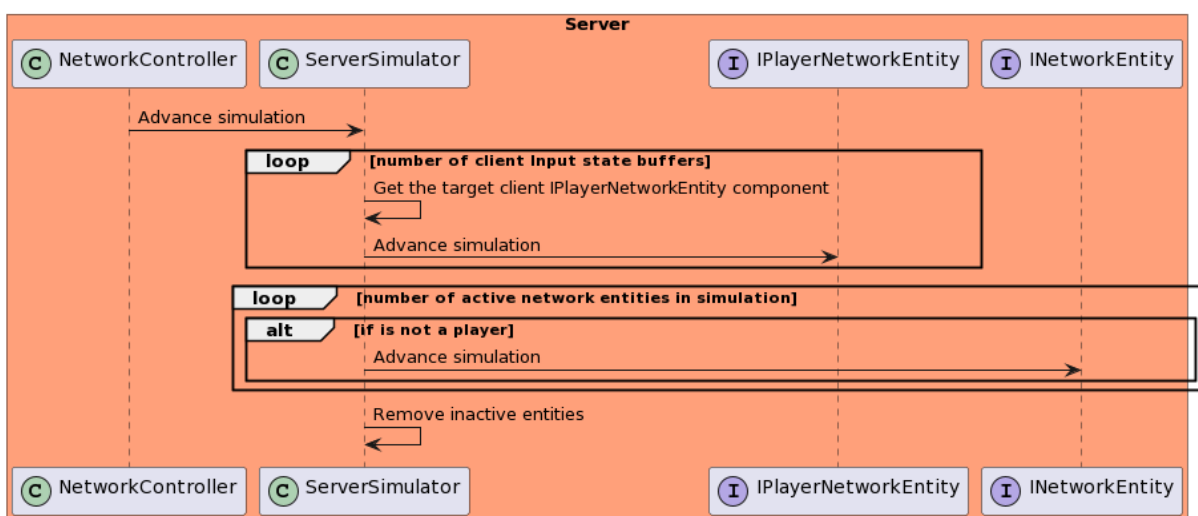 Server
C NetworkController C ServerSimulator I IPlayerNetworkEntity I INetworkEntity
Advance simulation
loop [number of client Input state buffers]
Get the target client IPlayerNetworkEntity component
Advance simulation
loop [number of active network entities in simulation]
alt [if is not a player]
Advance simulation
Remove inactive entities
C NetworkController C ServerSimulator I IPlayerNetworkEntity I INetworkEntity